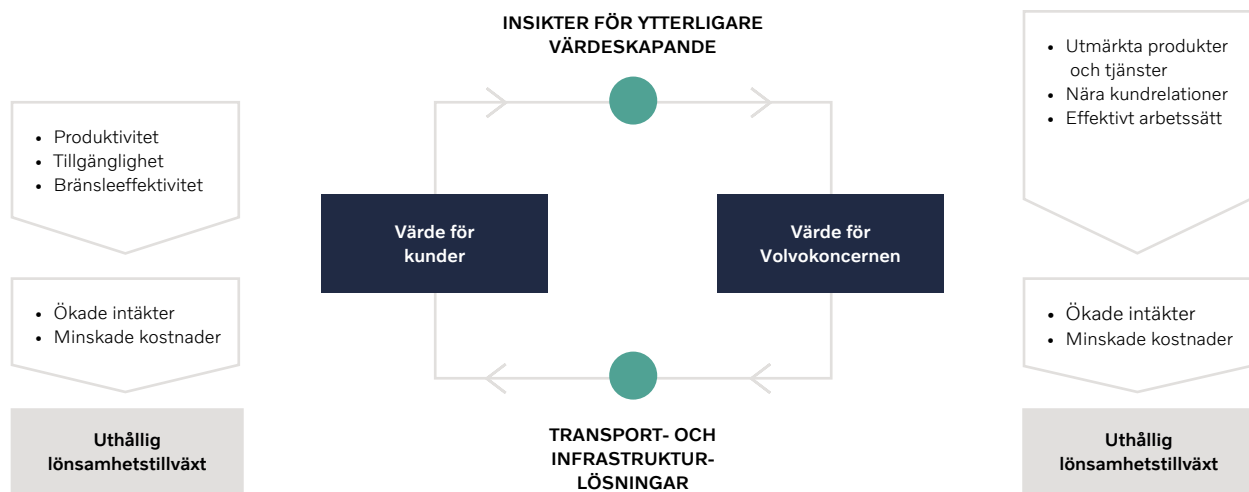 INSIKTER FÖR YTTERLIGARE
VÄRDESKAPANDE
• Produktivitet
• Tillgänglighet
• Bränsleeffektivitet
• Ökade intäkter
• Minskade kostnader
Uthållig
lönsamhetstillväxt
Värde för
kunder
Värde för
Volvokoncernen
TRANSPORT- OCH
INFRASTRUKTUR-
LÖSNINGAR
• Utmärkta produkter
och tjänster
• Nära kundrelationer
• Effektivt arbetssätt
• Ökade intäkter
• Minskade kostnader
Uthållig
lönsamhetstillväxt